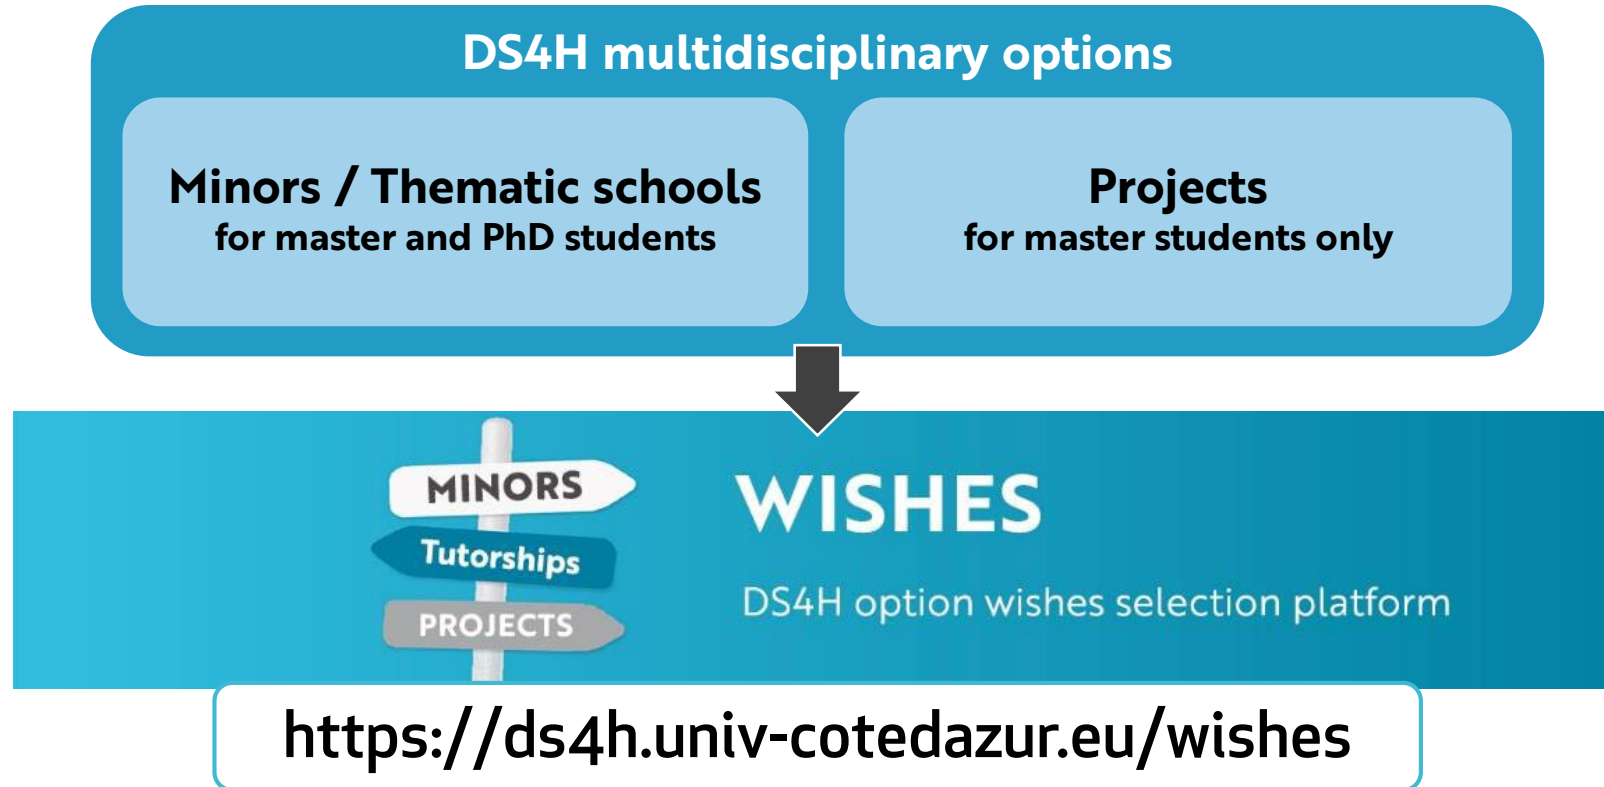 DS4H multidisciplinary options
Minors / Thematic schools
for master and PhD students
Projects
for master students only
MINORS
Tutorships
PROJECTS
WISHES
DS4H option wishes selection platform
https://ds4h.univ-cotedazur.eu/wishes